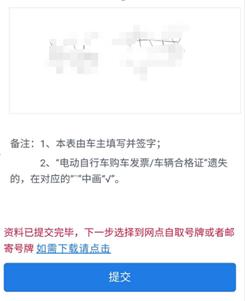 备注：1、本表由车主填写并签字；
2、“电动自行车购车发票/车辆合格证”遗失
的，在对应的“¨”中画“√”。
资料已提交完毕，下一步选择到网点自取号牌或者邮
寄号牌 如需下载请点击
提交